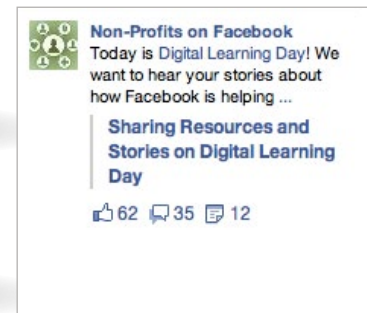 Non-Profits on Facebook
Today is Digital Learning Day! We
want to hear your stories about
how Facebook is helping ...
Sharing Resources and
Stories on Digital Learning
Day
62 35 12